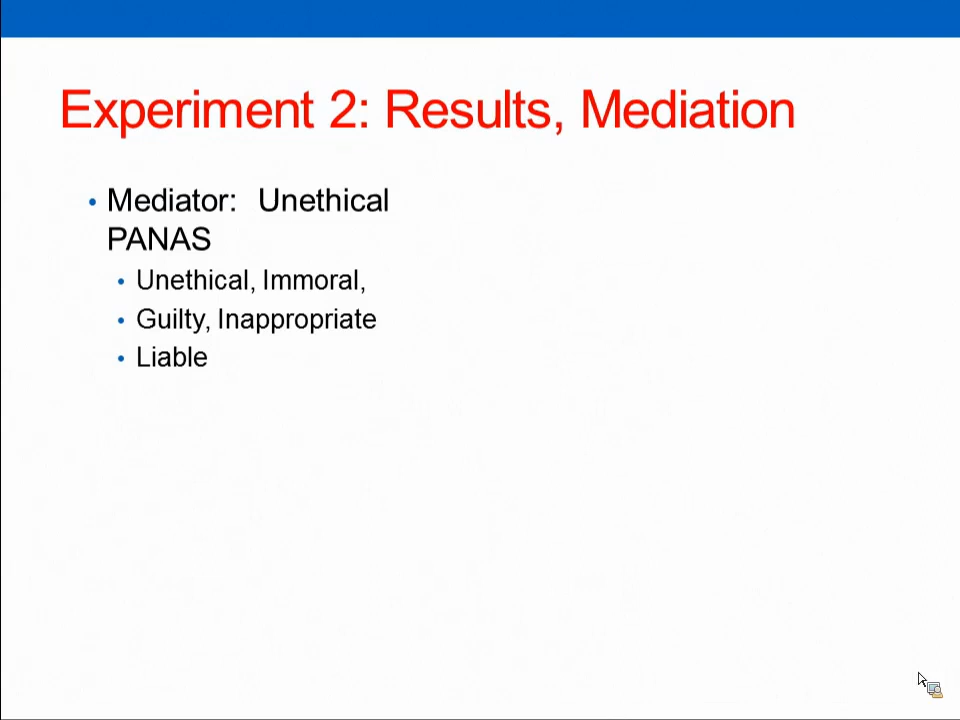 Experiment 2: Results, Mediation
• Mediator: Unethical
PANAS
• Unethical, Immoral,
• Guilty, Inappropriate
• Liable